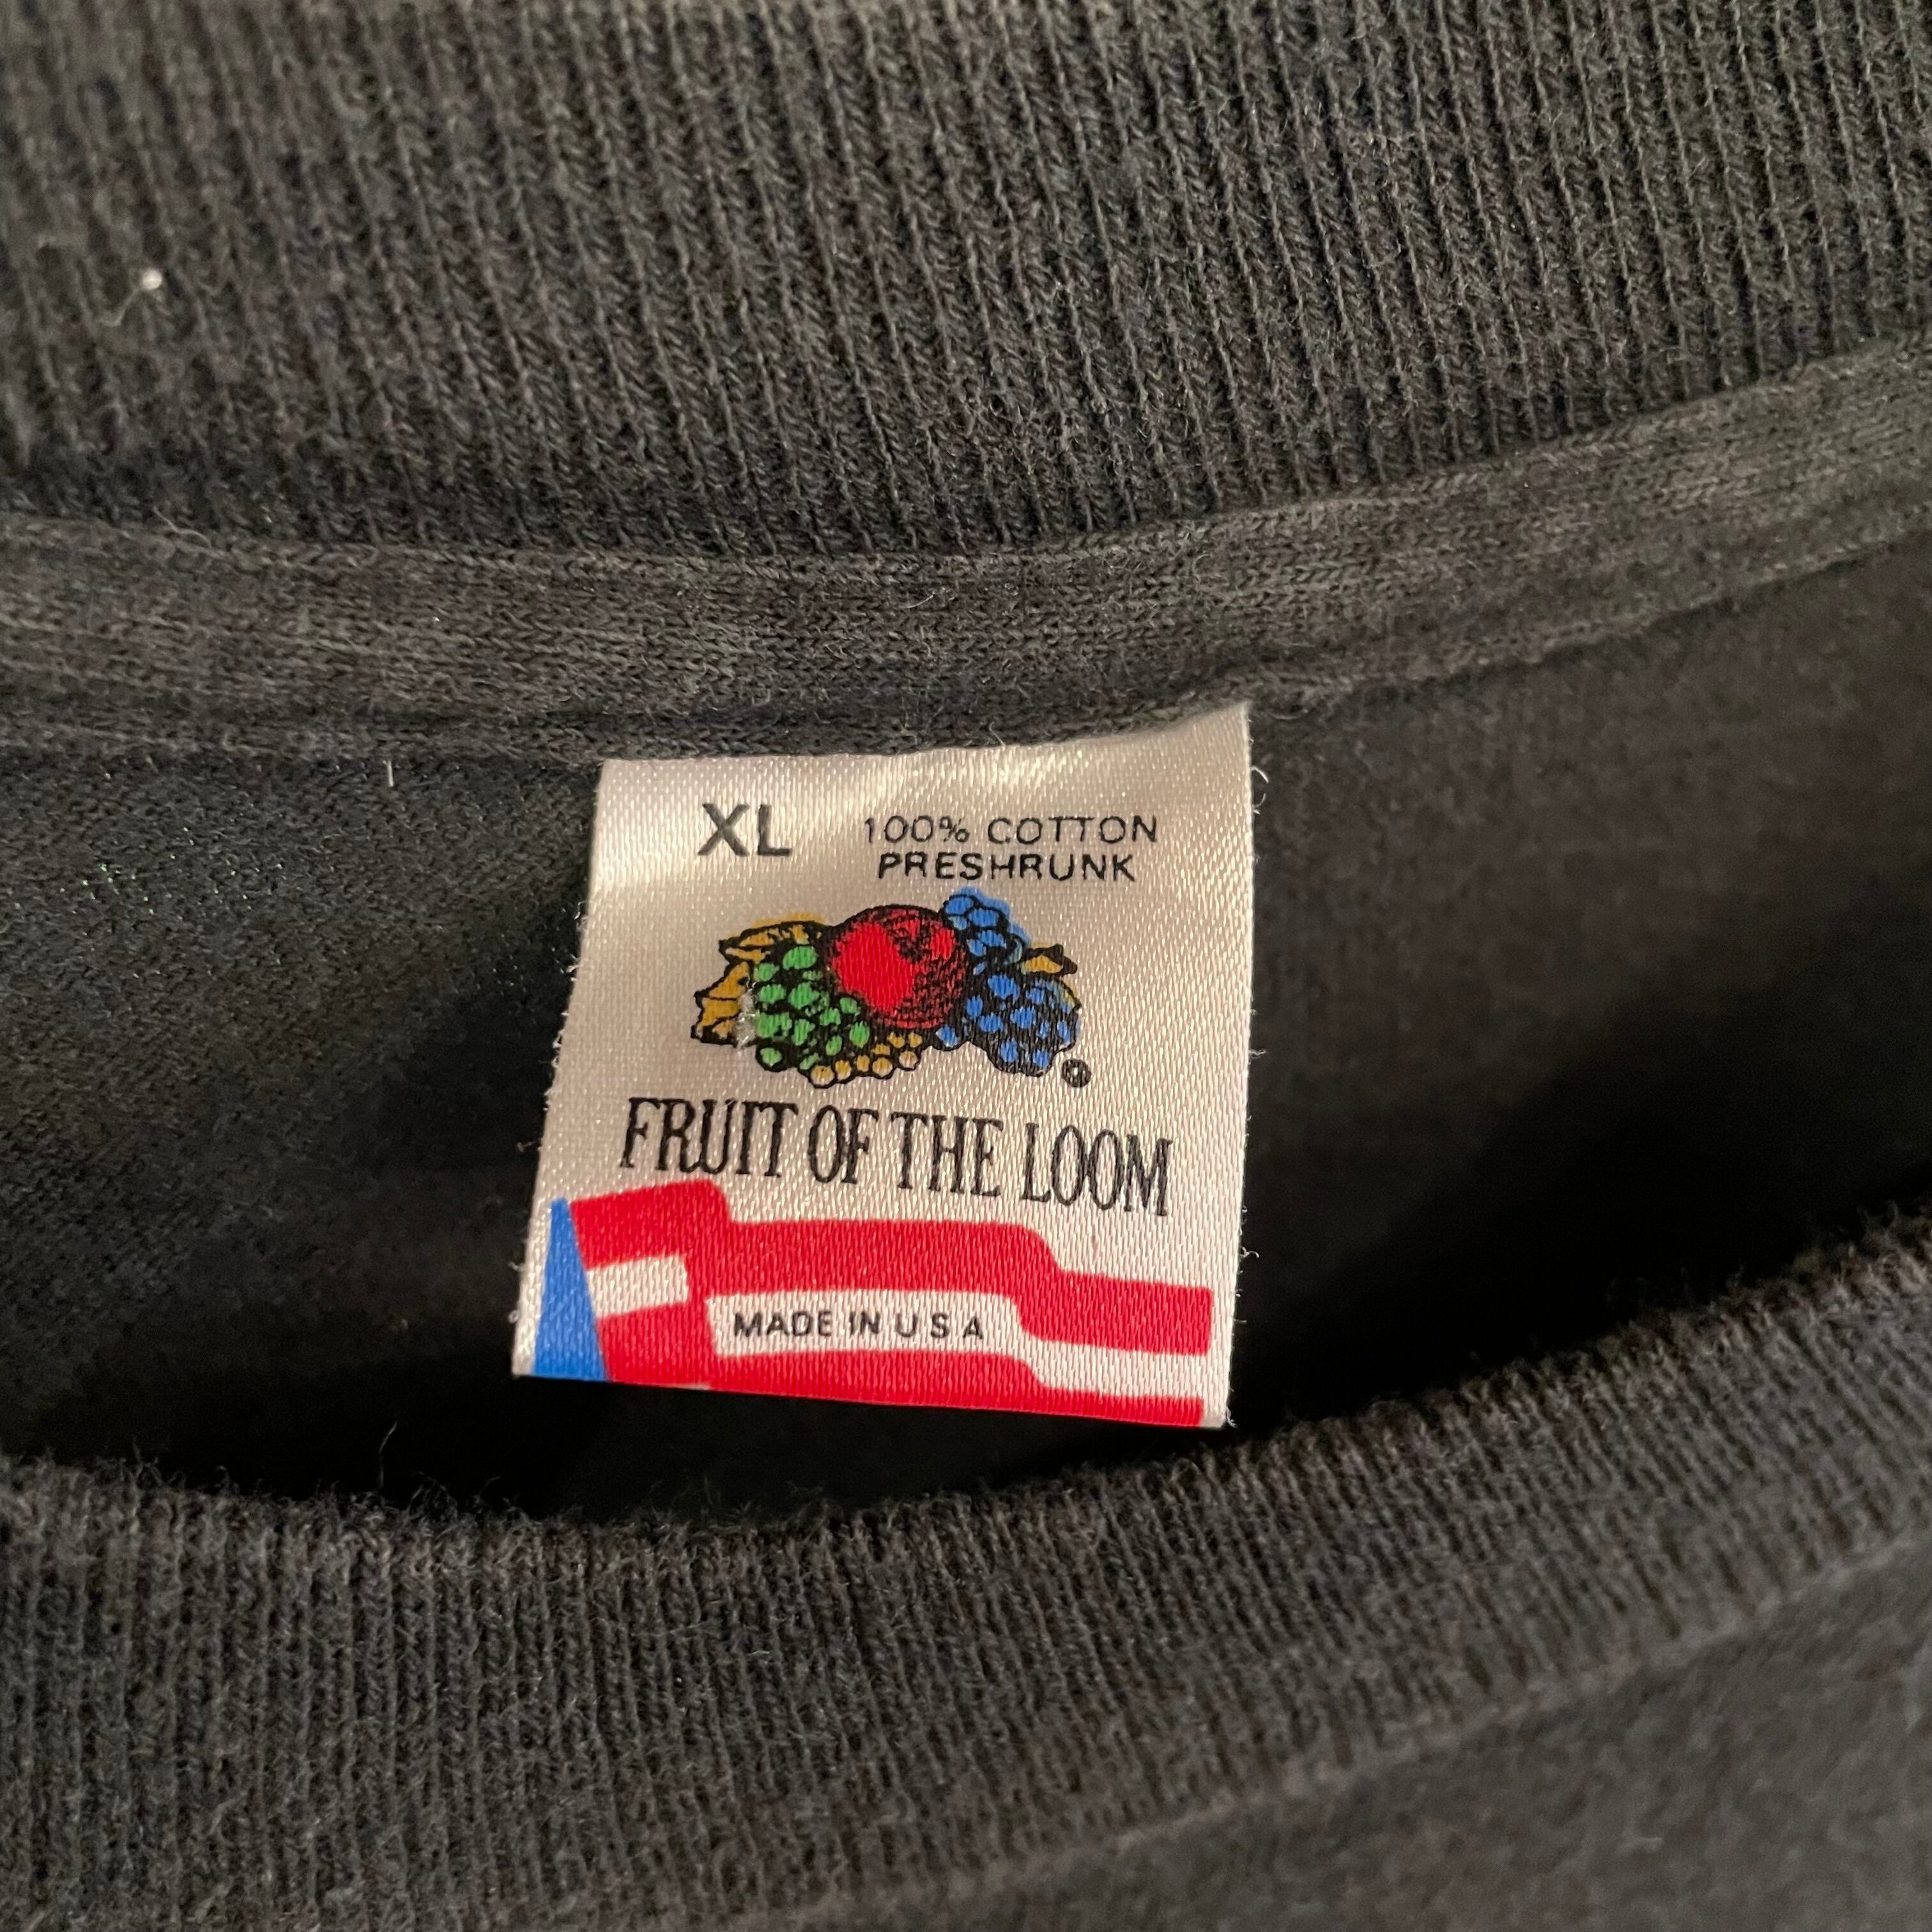 XL
100% COTTON
PRESHRUNK
®
FRUIT OF THE LOOM
MADE IN U S A